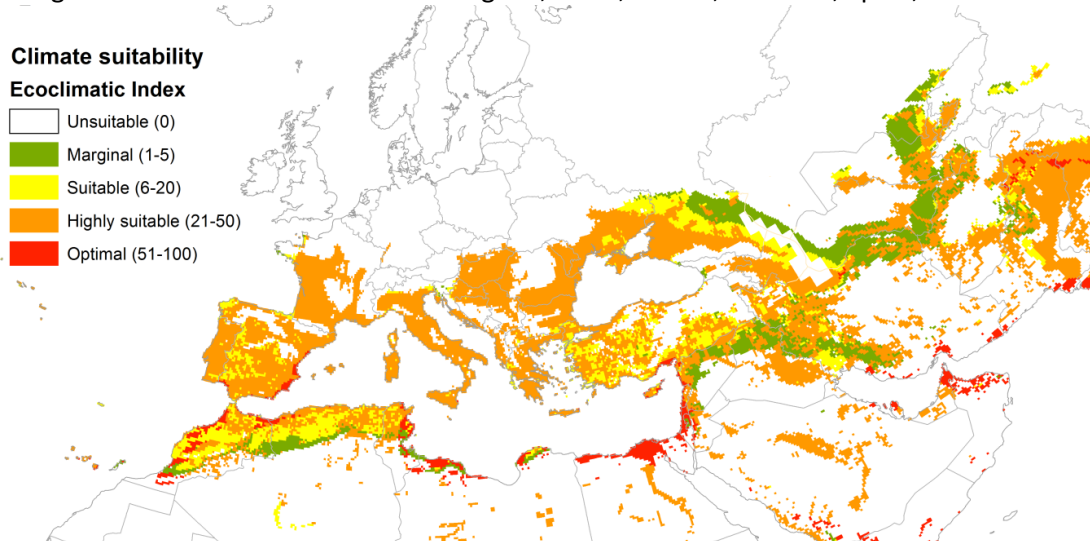 Climate suitability
Ecoclimatic Index
Unsuitable (0)
Marginal (1-5)
Suitable (6-20)
Highly suitable (21-50)
Optimal (51-100)